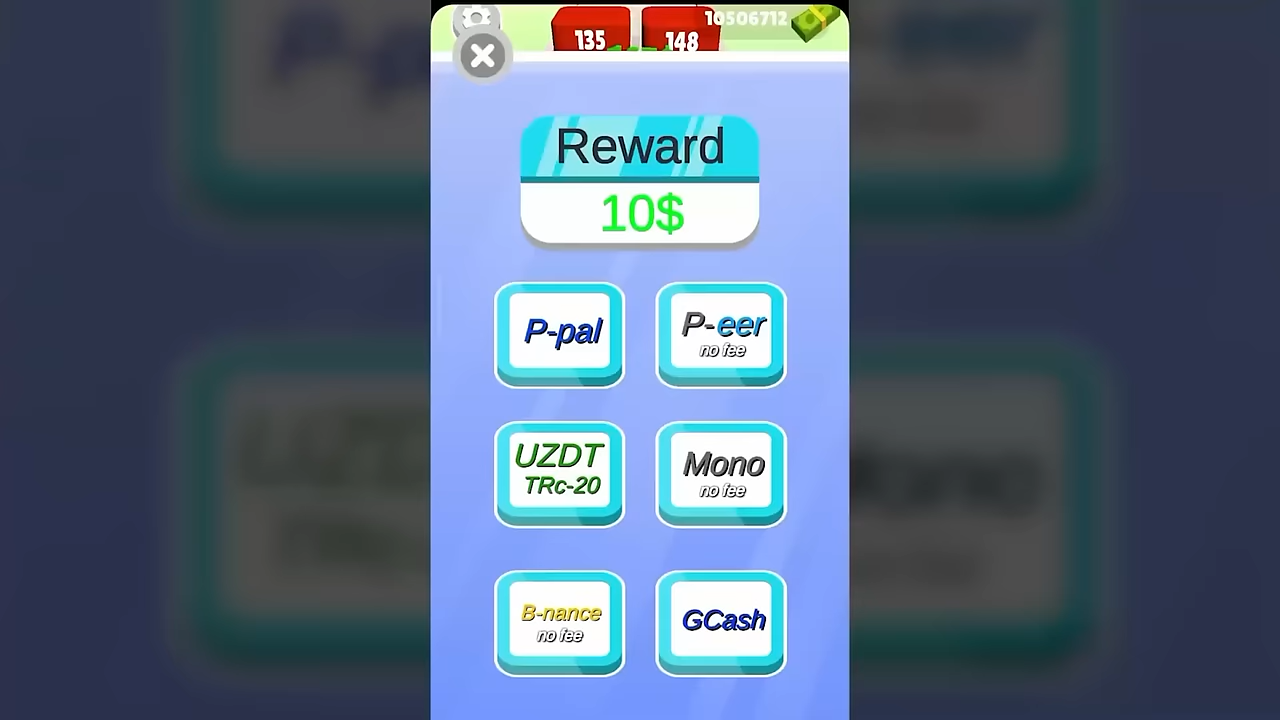 135 148 10506712
Reward
10$
P-pal
P-eer
no fee
UZDT
TRc-20
Mono
no fee
B-nance
no fee
GCash